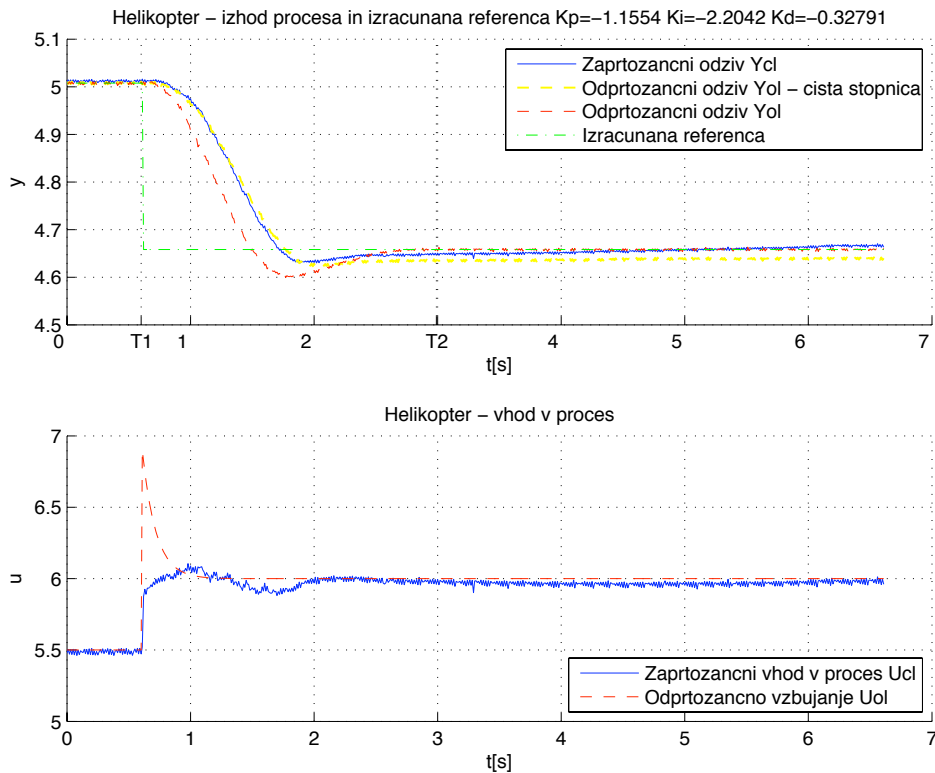 Helikopter – izhod procesa in izracunana referenca Kp=−1.1554 Ki=−2.2042 Kd=−0.32791
5.1
5
4.9
4.8
4.7
4.6
4.5
y
Zaprtozancni odziv Ycl
Odprtozancni odziv Yol – cista stopnica
Odprtozancni odziv Yol
Izracunana referenca
0 T1 1 2 T2 4 5 6 7
t[s]
Helikopter – vhod v proces
7
6.5
6
5.5
5
u
Zaprtozancni vhod v proces Ucl
Odprtozancno vzbujanje Uol
0 1 2 3 4 5 6 7
t[s]